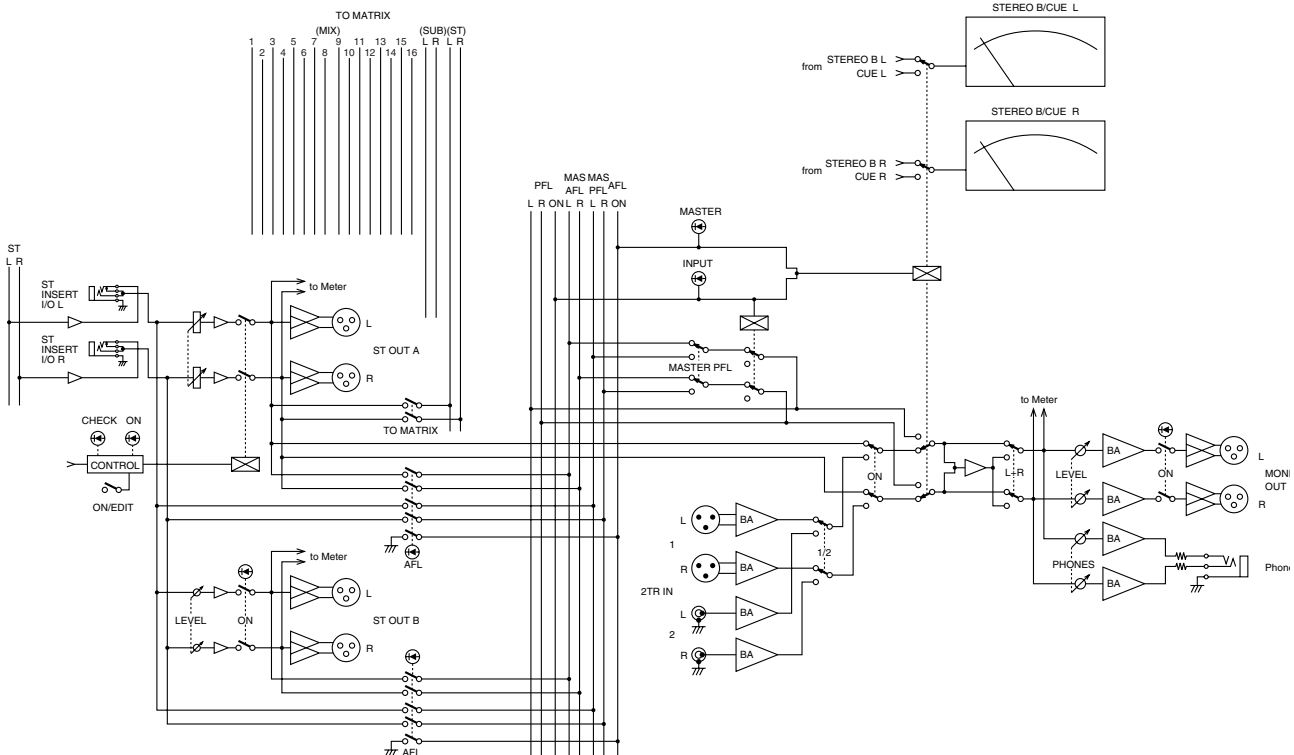 STEREO B/CUE L
TO MATRIX
(MIX)
(SUB)(ST)
1 3 5 7 9 11 13 15 L R L R
2 4 6 8 10 12 14 16
from STEREO B L
CUE L
STEREO B/CUE R
from STEREO B R
CUE R
MAS MAS
PFL AFL PFL AFL
L R ON L R L R ON
MASTER
INPUT
ST
L R
ST
INSERT
I/O L
to Meter
L
ST OUT A
ST
INSERT
I/O R
R
MASTER PFL
TO MATRIX
CHECK ON
CONTROL
ON/EDIT
AFL
to Meter
L
LEVEL
ON
ST OUT B
R
AFL
to Meter
ON
L-R
LEVEL
BA
ON
L
OUT
BA
R
L
BA
1
1/2
R
BA
2TR IN
L
BA
2
R
BA
BA
PHONES
BA